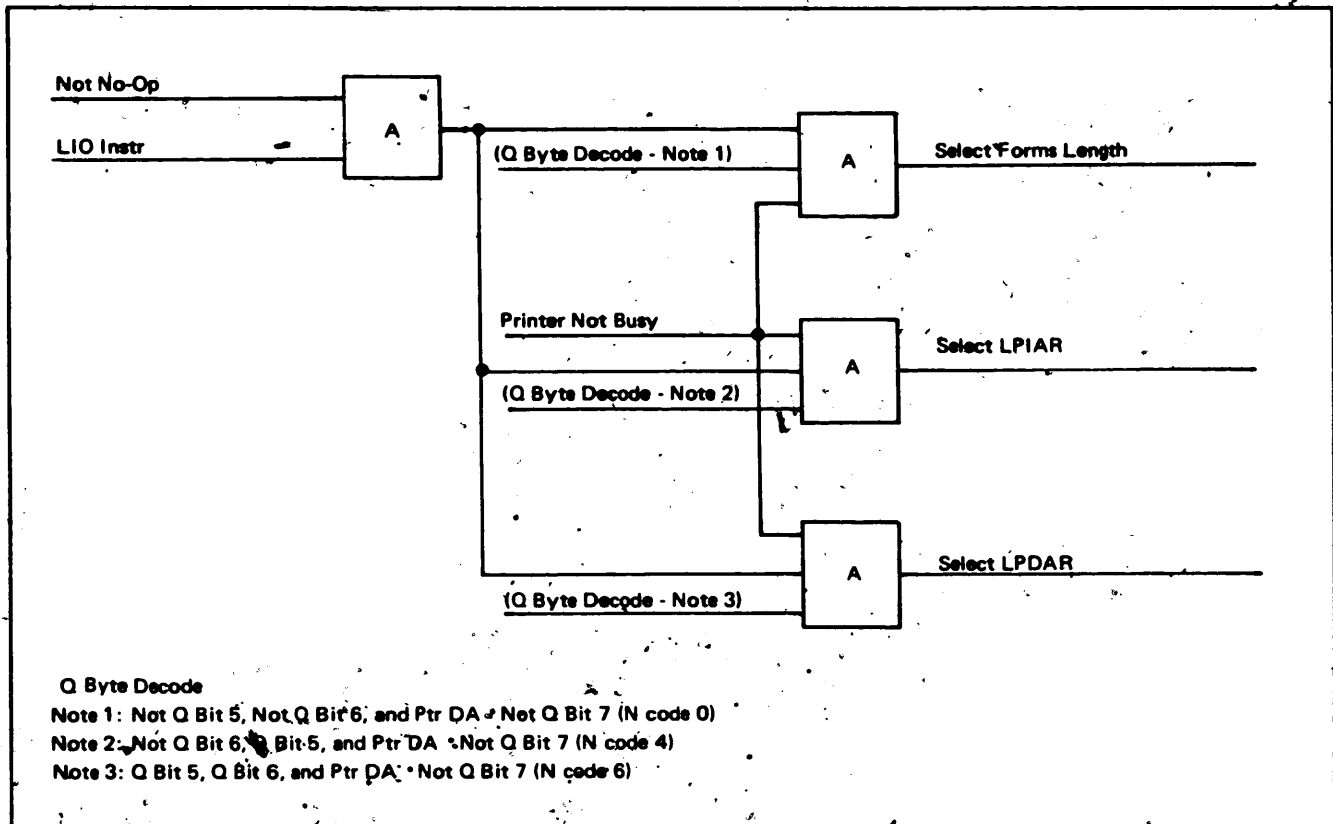 Not No-Op
A
LIO Instr
(Q Byte Decode - Note 1)
A
Select Forms Length
Printer Not Busy
Select LPIAR
A
(Q Byte Decode - Note 2)
Select LPDAR
A
(Q Byte Decode - Note 3)
Q Byte Decode
Note 1: Not Q Bit 5, Not Q Bit 6, and Ptr DA • Not Q Bit 7 (N code 0)
Note 2: Not Q Bit 6, Q Bit 5, and Ptr DA • Not Q Bit 7 (N code 4)
Note 3: Q Bit 5, Q Bit 6, and Ptr DA • Not Q Bit 7 (N code 6)